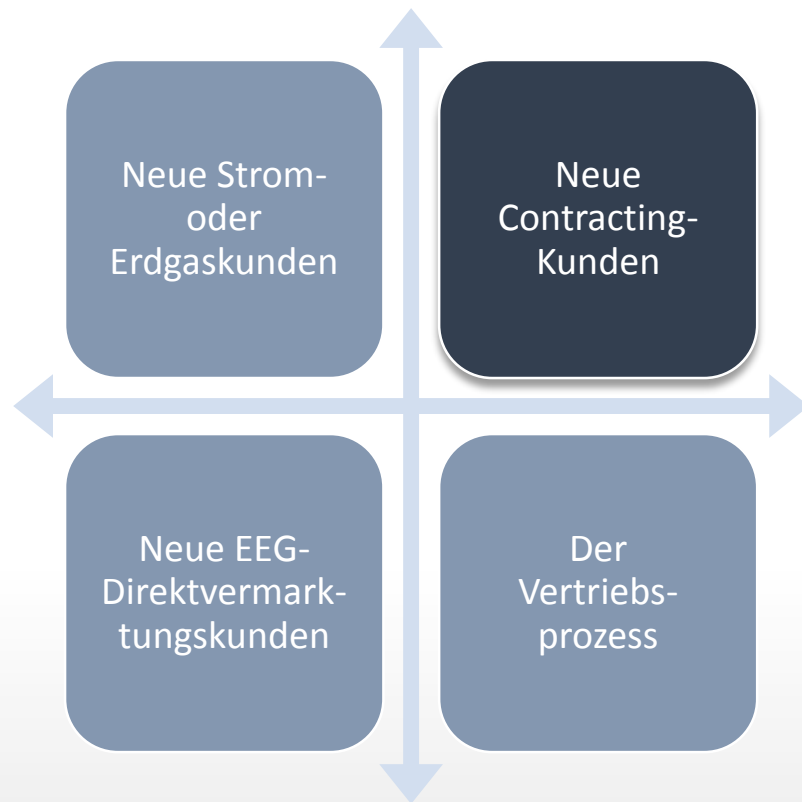 Neue Strom-
oder
Erdgaskunden
Neue
Contracting-
Kunden
Neue EEG-
Direktvermark-
tungskunden
Der
Vertriebs-
prozess